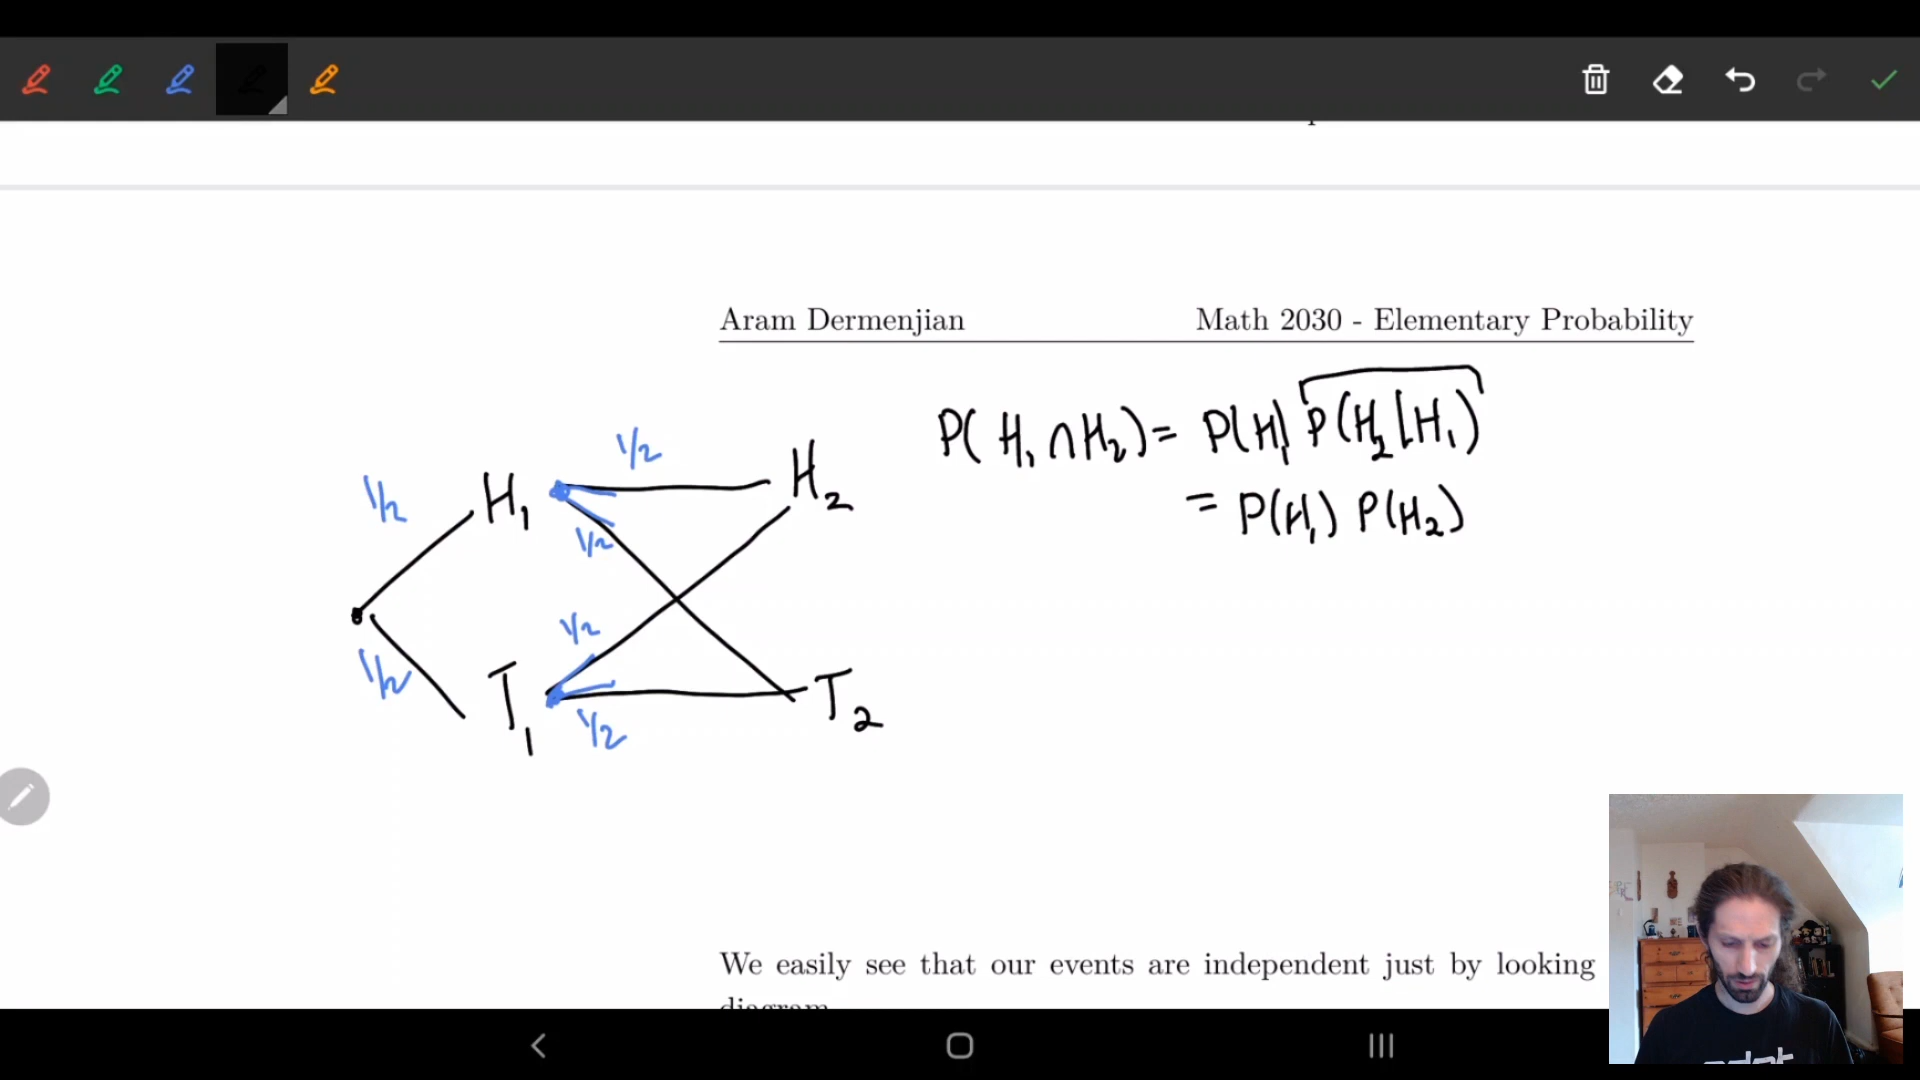 Aram Dermenjian Math 2030 - Elementary Probability
P(H₁∩H₂) = P(H₁) P(H₂|H₁)
= P(H₁) P(H₂)
1/2 H₁ 1/2 H₂
1/2
1/2 T₁ 1/2 T₂
1/2
We easily see that our events are independent just by looking
diagram